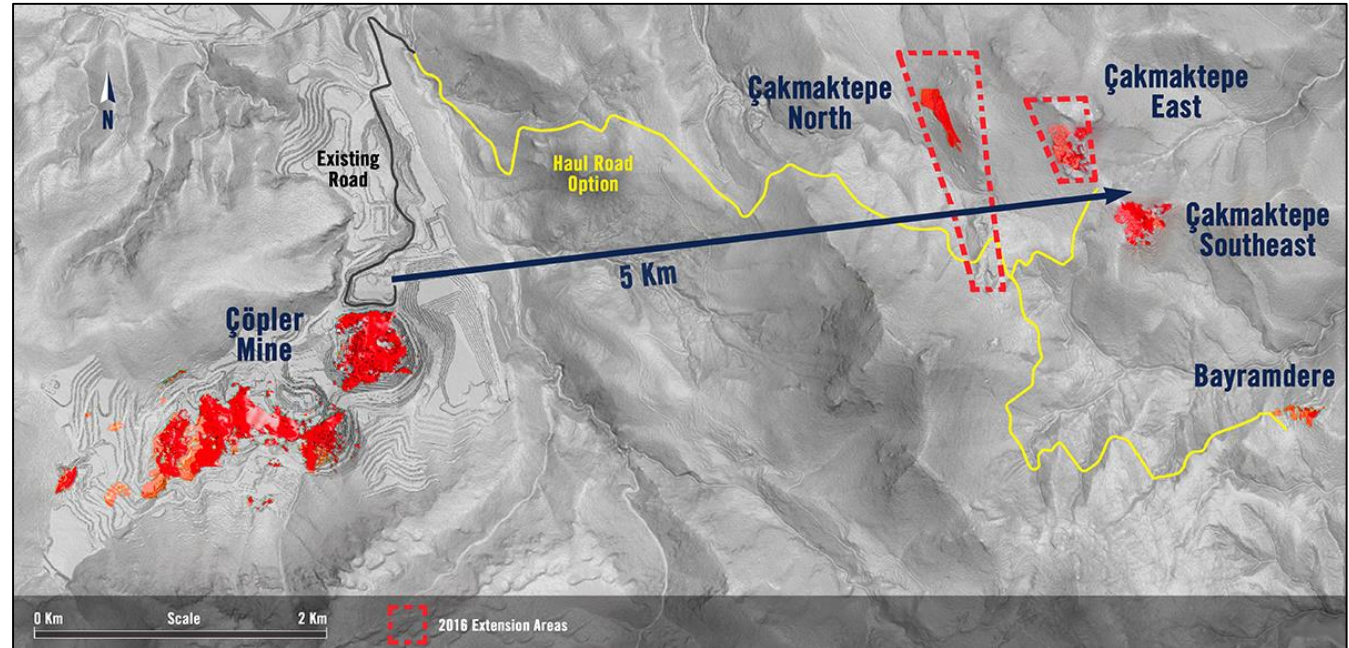 N
Existing
Road
Haul Road
Option
Çakmaktepe
North
Çakmaktepe
East
Çakmaktepe
Southeast
5 Km
Çöpler
Mine
Bayramdere
0 Km Scale 2 Km
2016 Extension Areas